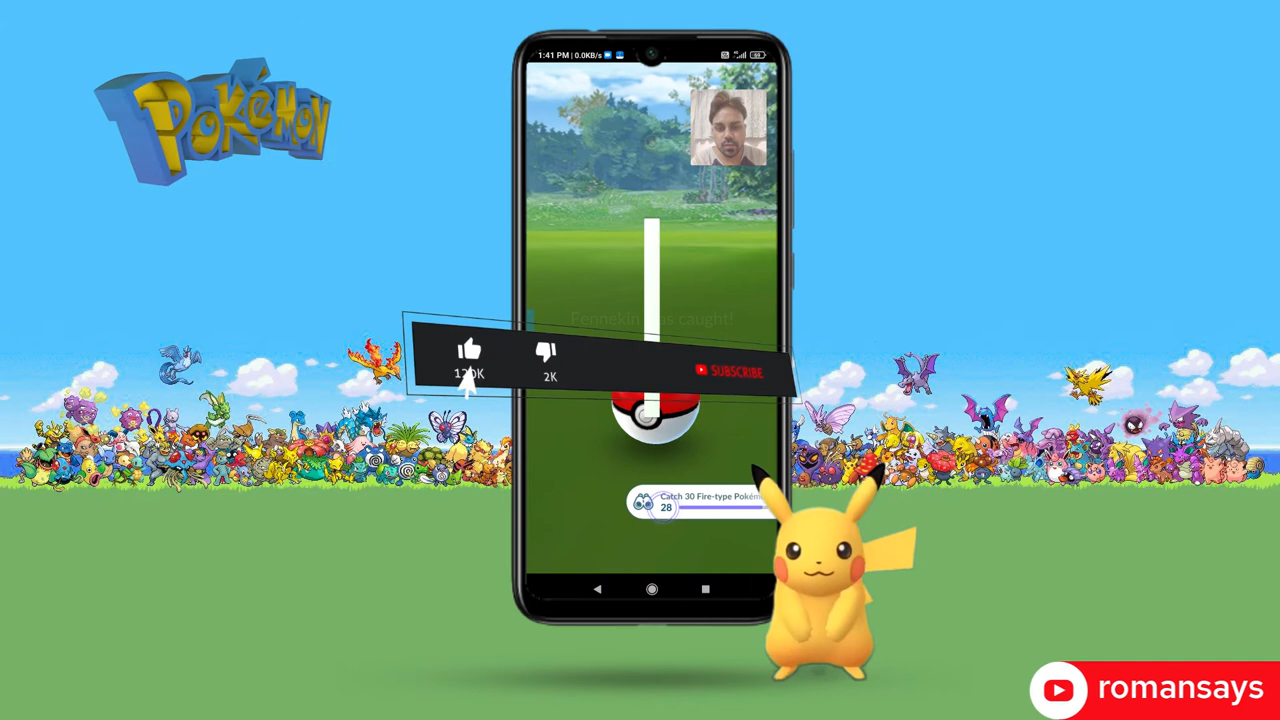 1:41 PM | 0.0KB/s
Pokémon
Fennekin was caught!
2K
SUBSCRIBE
Catch 30 Fire-type Pokém
28
romansays